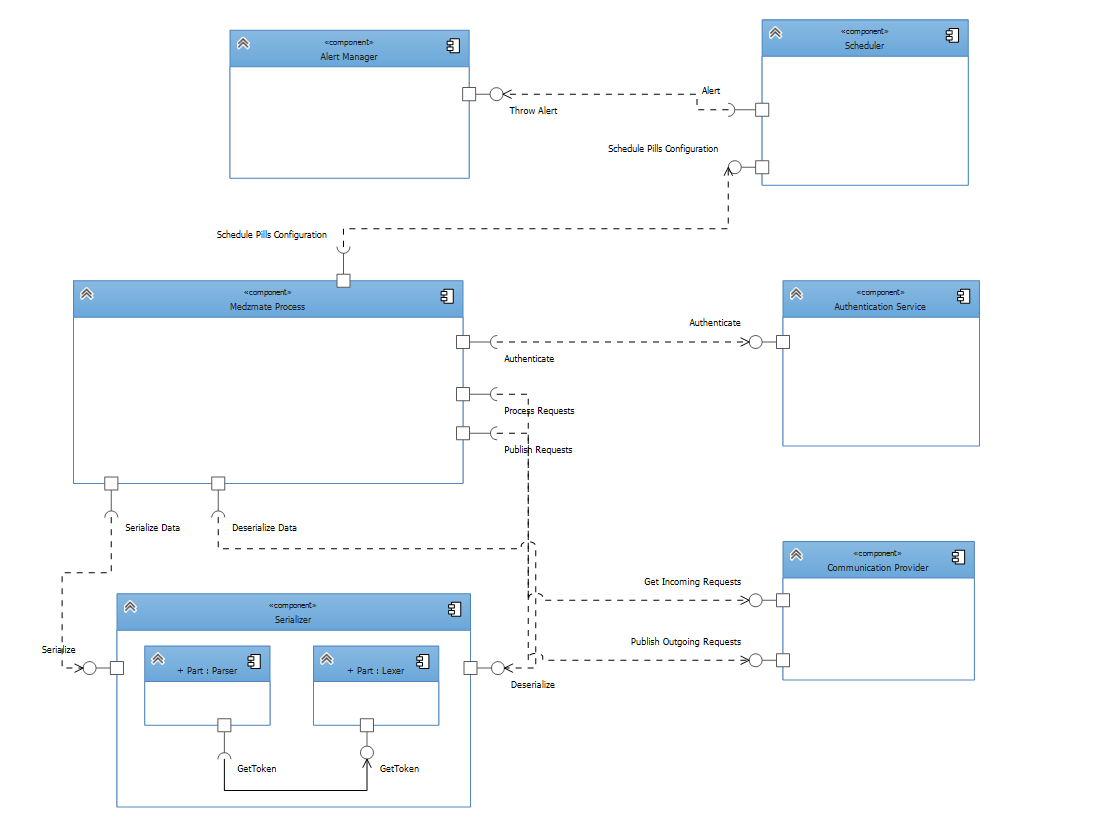 «component»
Alert Manager
«component»
Scheduler
Alert
Throw Alert
Schedule Pills Configuration
Schedule Pills Configuration
«component»
Medzmate Process
«component»
Authentication Service
Authenticate
Authenticate
Process Requests
Publish Requests
Serialize Data
Deserialize Data
«component»
Communication Provider
Get Incoming Requests
Publish Outgoing Requests
«component»
Serializer
Serialize
+ Part : Parser
+ Part : Lexer
Deserialize
GetToken
GetToken